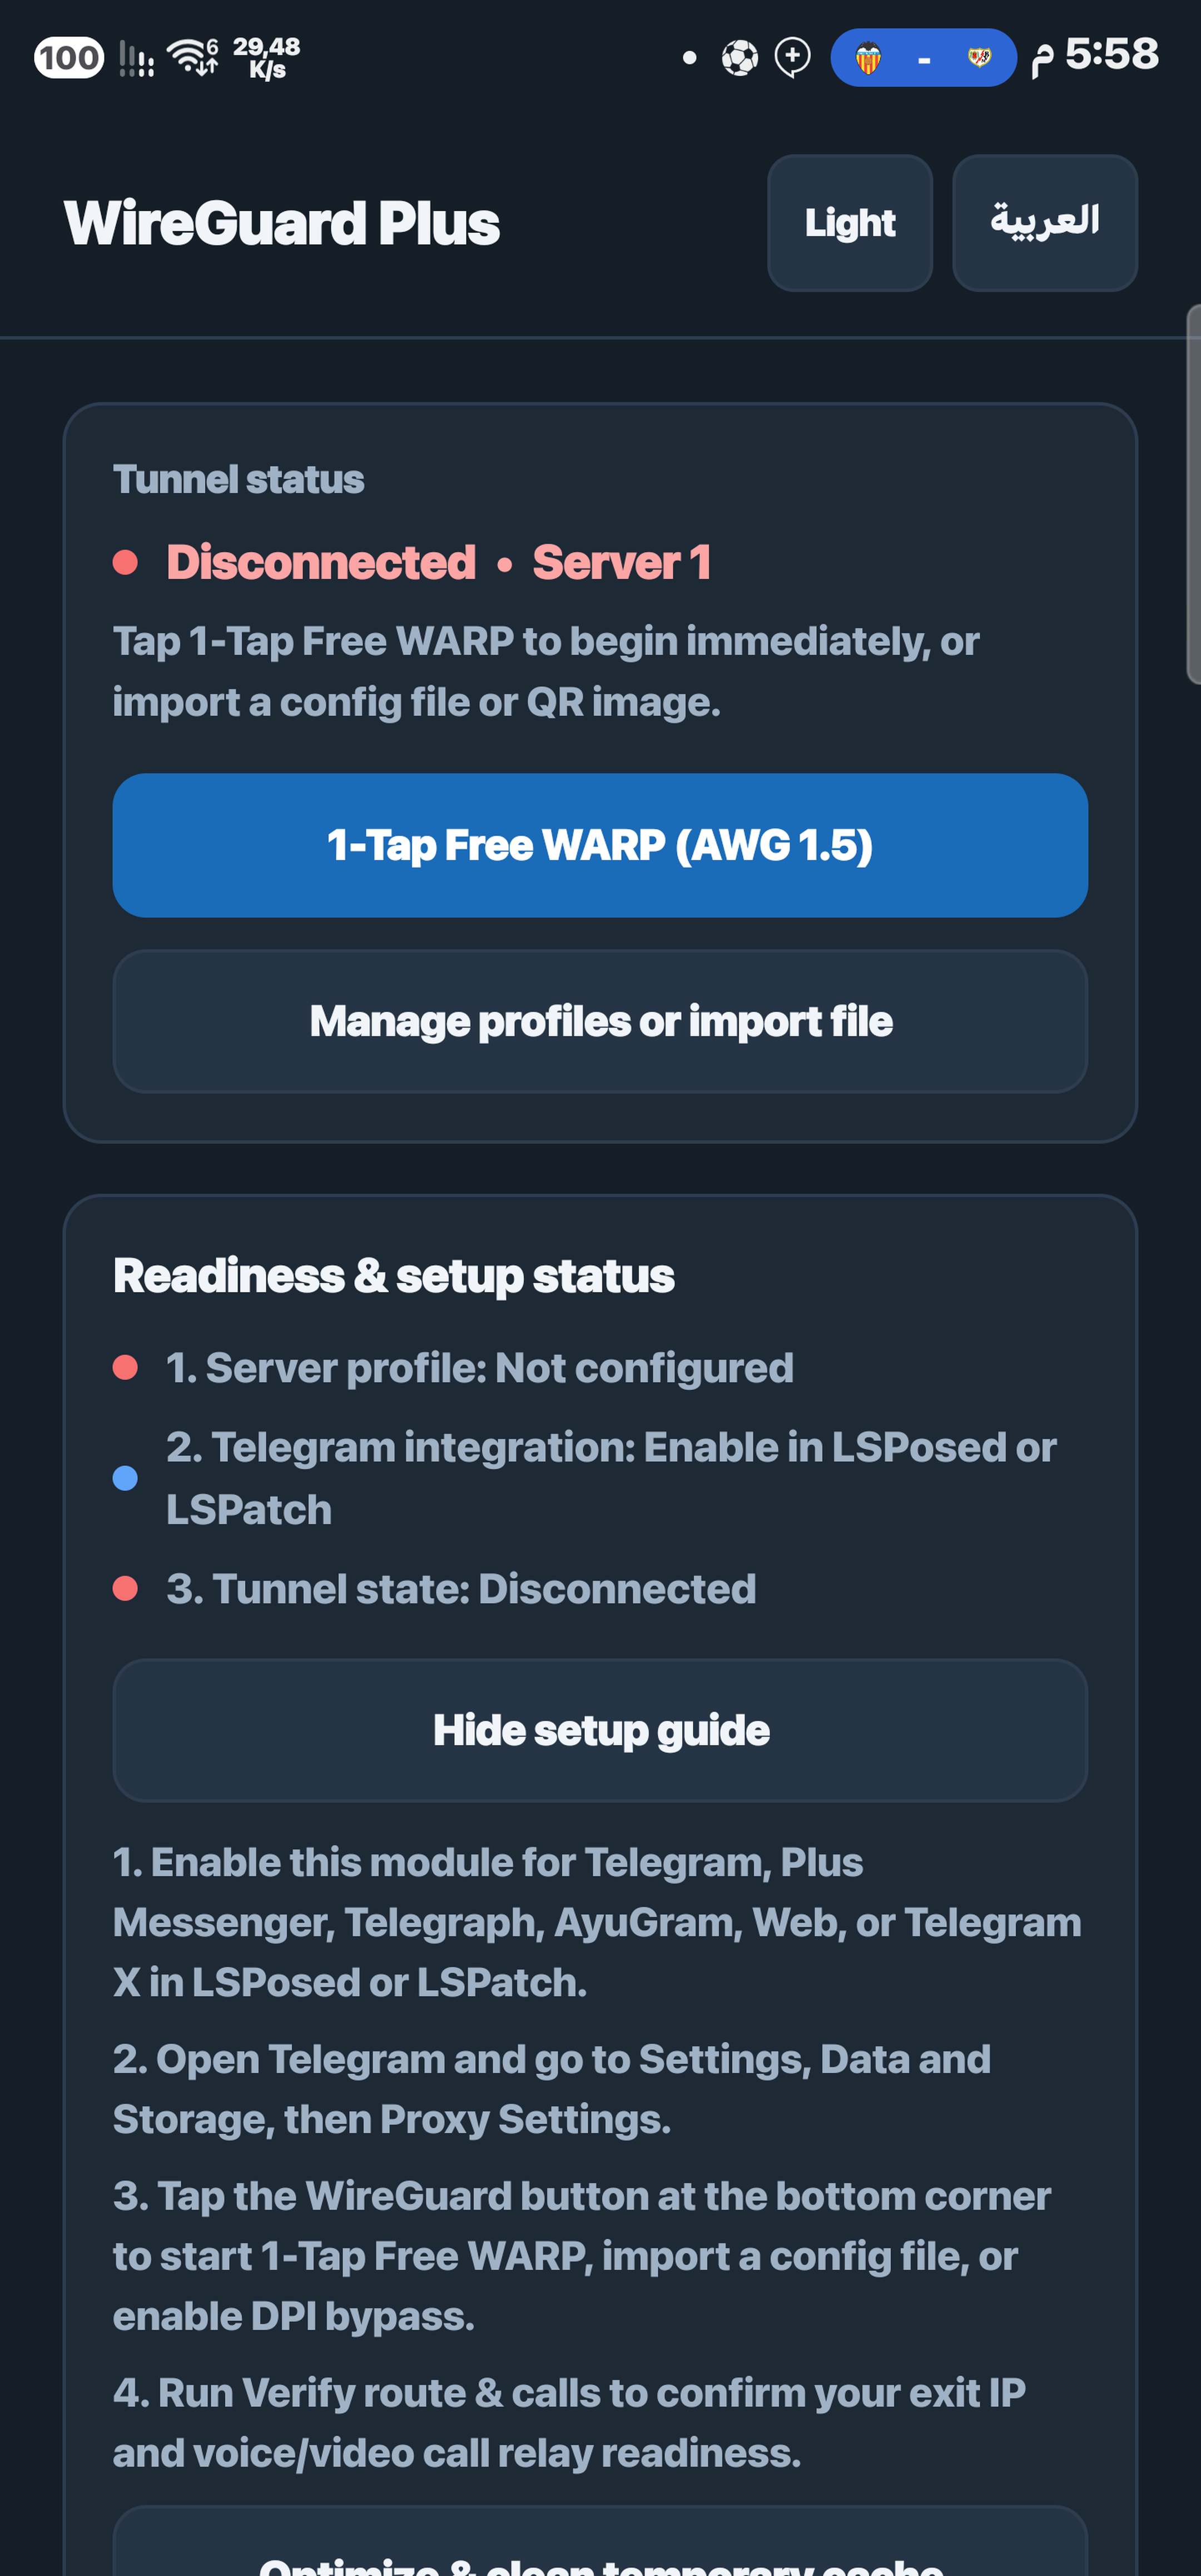 100
6
29,48
K/s
-
5:58 م
WireGuard Plus
Light
العربية
Tunnel status
Disconnected • Server 1
Tap 1-Tap Free WARP to begin immediately, or
import a config file or QR image.
1-Tap Free WARP (AWG 1.5)
Manage profiles or import file
Readiness & setup status
1. Server profile: Not configured
2. Telegram integration: Enable in LSPosed or
LSPatch
3. Tunnel state: Disconnected
Hide setup guide
1. Enable this module for Telegram, Plus
Messenger, Telegraph, AyuGram, Web, or Telegram
X in LSPosed or LSPatch.
2. Open Telegram and go to Settings, Data and
Storage, then Proxy Settings.
3. Tap the WireGuard button at the bottom corner
to start 1-Tap Free WARP, import a config file, or
enable DPI bypass.
4. Run Verify route & calls to confirm your exit IP
and voice/video call relay readiness.
Optimize & clean temporary cache